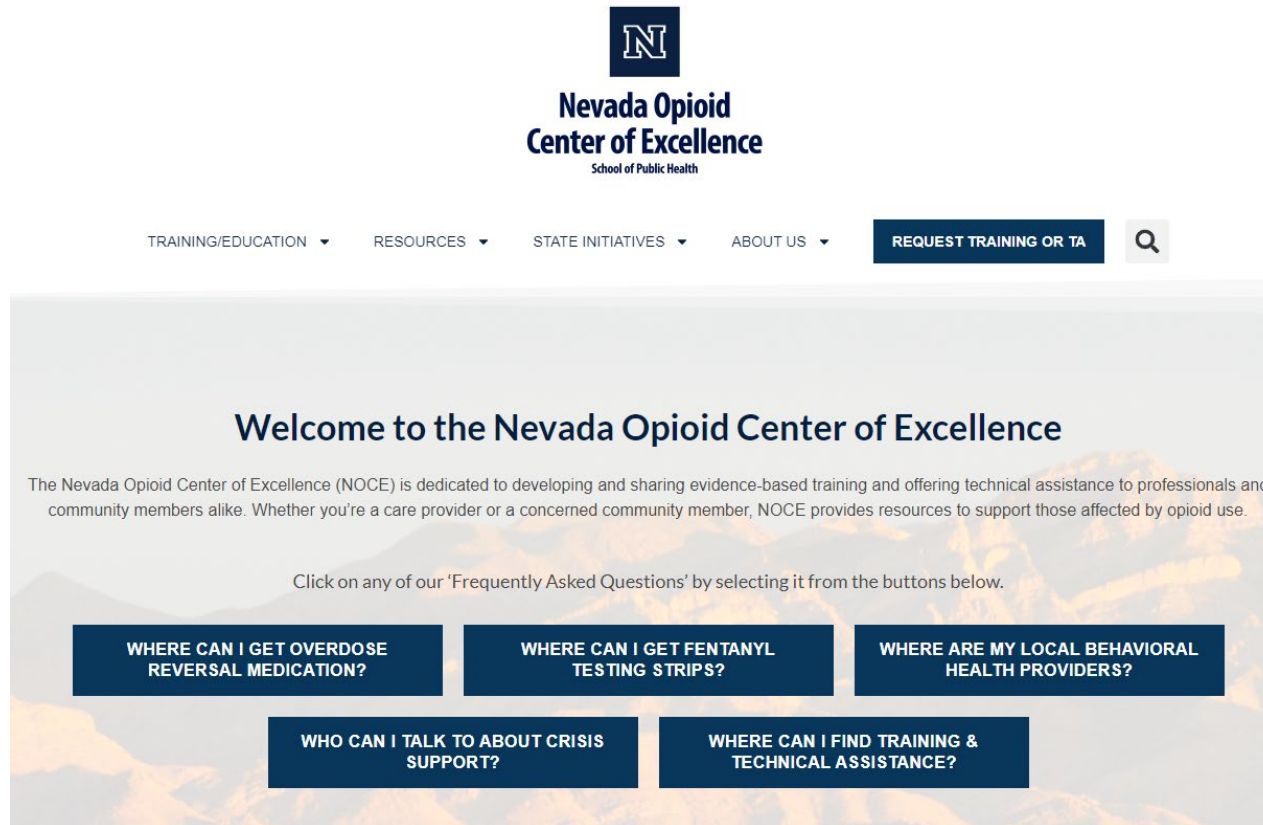 N
Nevada Opioid
Center of Excellence
School of Public Health
TRAINING/EDUCATION
RESOURCES
STATE INITIATIVES
ABOUT US
REQUEST TRAINING OR TA
Welcome to the Nevada Opioid Center of Excellence
The Nevada Opioid Center of Excellence (NOCE) is dedicated to developing and sharing evidence-based training and offering technical assistance to professionals and
community members alike. Whether you're a care provider or a concerned community member, NOCE provides resources to support those affected by opioid use.
Click on any of our 'Frequently Asked Questions' by selecting it from the buttons below.
WHERE CAN I GET OVERDOSE
REVERSAL MEDICATION?
WHERE CAN I GET FENTANYL
TESTING STRIPS?
WHERE ARE MY LOCAL BEHAVIORAL
HEALTH PROVIDERS?
WHO CAN I TALK TO ABOUT CRISIS
SUPPORT?
WHERE CAN I FIND TRAINING &
TECHNICAL ASSISTANCE?